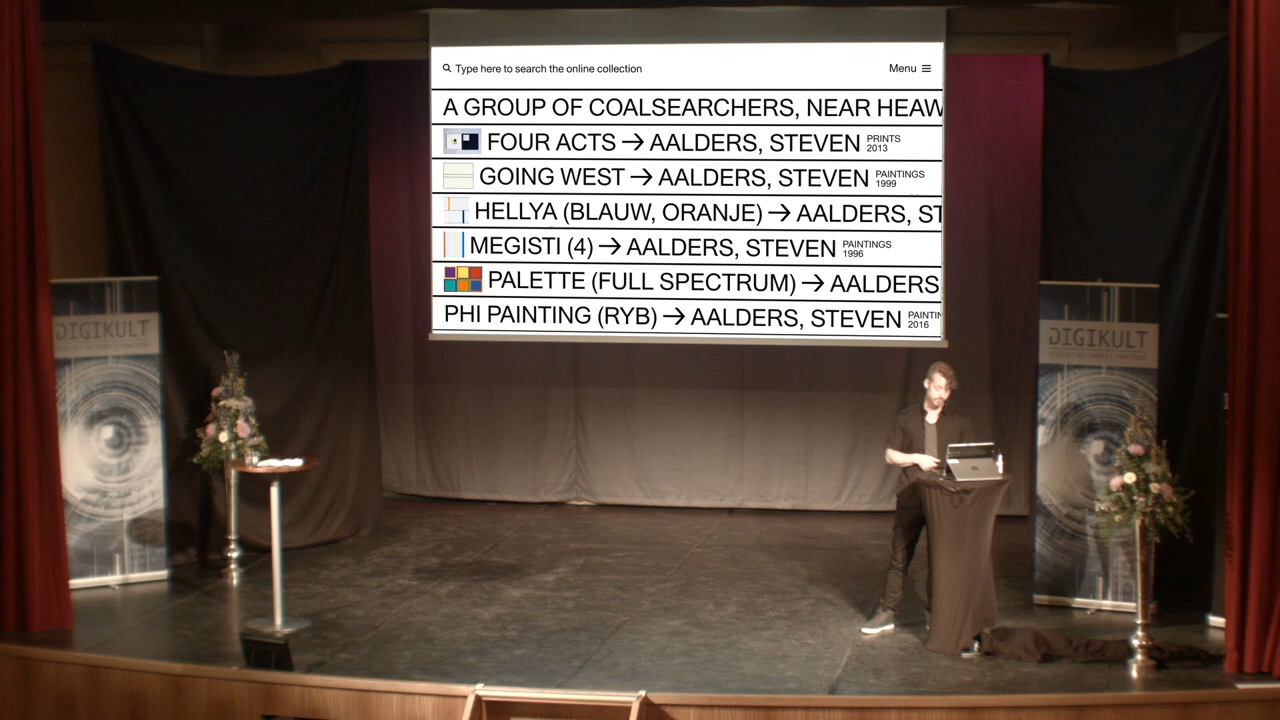 Type here to search the online collection
Menu
A GROUP OF COALSEARCHERS, NEAR HEAW
FOUR ACTS → AALDERS, STEVEN PRINTS
2013
GOING WEST → AALDERS, STEVEN PAINTINGS
1999
HELLYA (BLAUW, ORANJE) → AALDERS, ST
MEGISTI (4) → AALDERS, STEVEN PAINTINGS
1996
PALETTE (FULL SPECTRUM) → AALDERS
PHI PAINTING (RYB) → AALDERS, STEVEN PAINTIN
2016
DIGIKULT
DIGIKULT